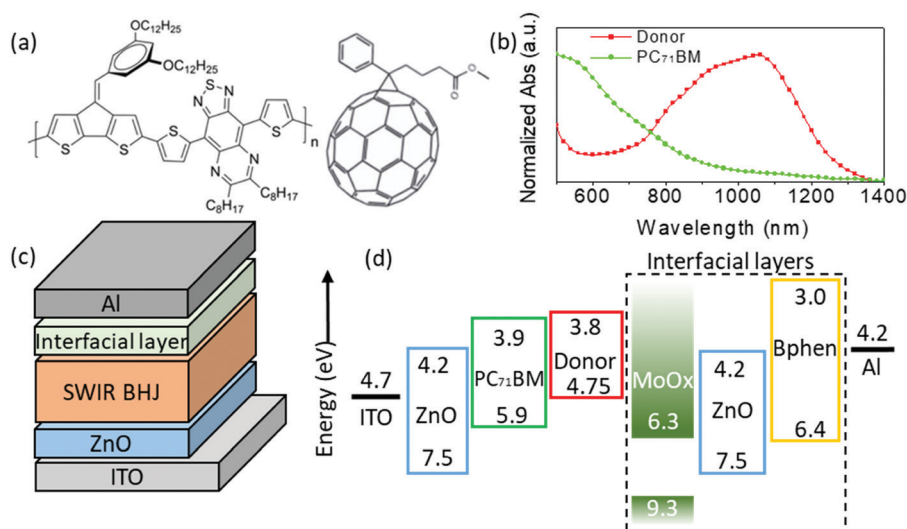 (a)
OC₁₂H₂₅
OC₁₂H₂₅
N S N
S
S
S
S
n
N N
C₈H₁₇
C₈H₁₇
O
O
(b)
Normalized Abs (a.u.)
Donor
PC₇₁BM
600 800 1000 1200 1400
Wavelength (nm)
(c)
Al
Interfacial layer
SWIR BHJ
ZnO
ITO
(d)
Energy (eV)
Interfacial layers
4.7
ITO
4.2
ZnO
7.5
3.9
PC₇₁BM
5.9
3.8
Donor
4.75
MoOx
6.3
9.3
4.2
ZnO
7.5
3.0
Bphen
6.4
4.2
Al